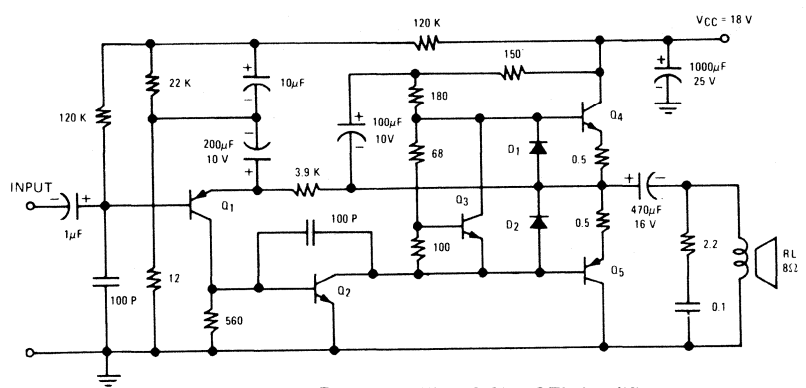 120 K
V_CC = 18 V
150
22 K
+
10µF
-
+
180
+
1000µF
25 V
120 K
-
200µF
10 V
+
+
100µF
10V
-
68
D₁
Q₄
0.5
INPUT
3.9 K
Q₃
- +
1µF
Q₁
100 P
100
D₂
0.5
+ -
470µF
16 V
2.2
RL
8Ω
100 P
12
560
Q₂
Q₅
0.1